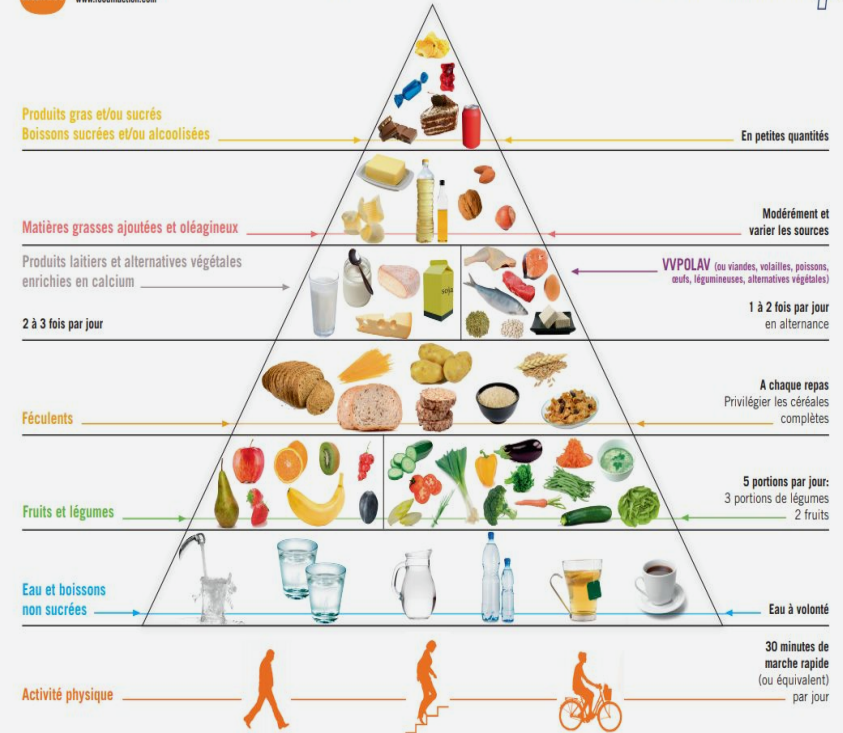 www.foodinaction.com
Produits gras et/ou sucrés
Boissons sucrées et/ou alcoolisées
En petites quantités
Matières grasses ajoutées et oléagineux
Modérément et
varier les sources
Produits laitiers et alternatives végétales
enrichies en calcium
2 à 3 fois par jour
soja
VVPOLAV (ou viandes, volailles, poissons,
œufs, légumineuses, alternatives végétales)
1 à 2 fois par jour
en alternance
Féculents
A chaque repas
Privilégier les céréales
complètes
Fruits et légumes
5 portions par jour:
3 portions de légumes
2 fruits
Eau et boissons
non sucrées
Eau à volonté
Activité physique
30 minutes de
marche rapide
(ou équivalent)
par jour